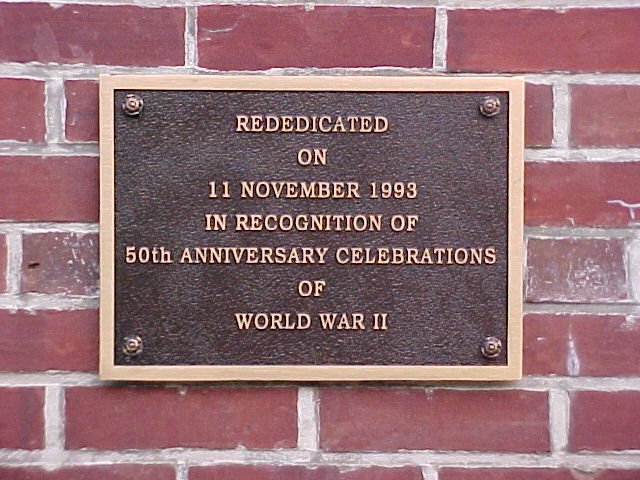 REDEDICATED
ON
11 NOVEMBER 1993
IN RECOGNITION OF
50th ANNIVERSARY CELEBRATIONS
OF
WORLD WAR II